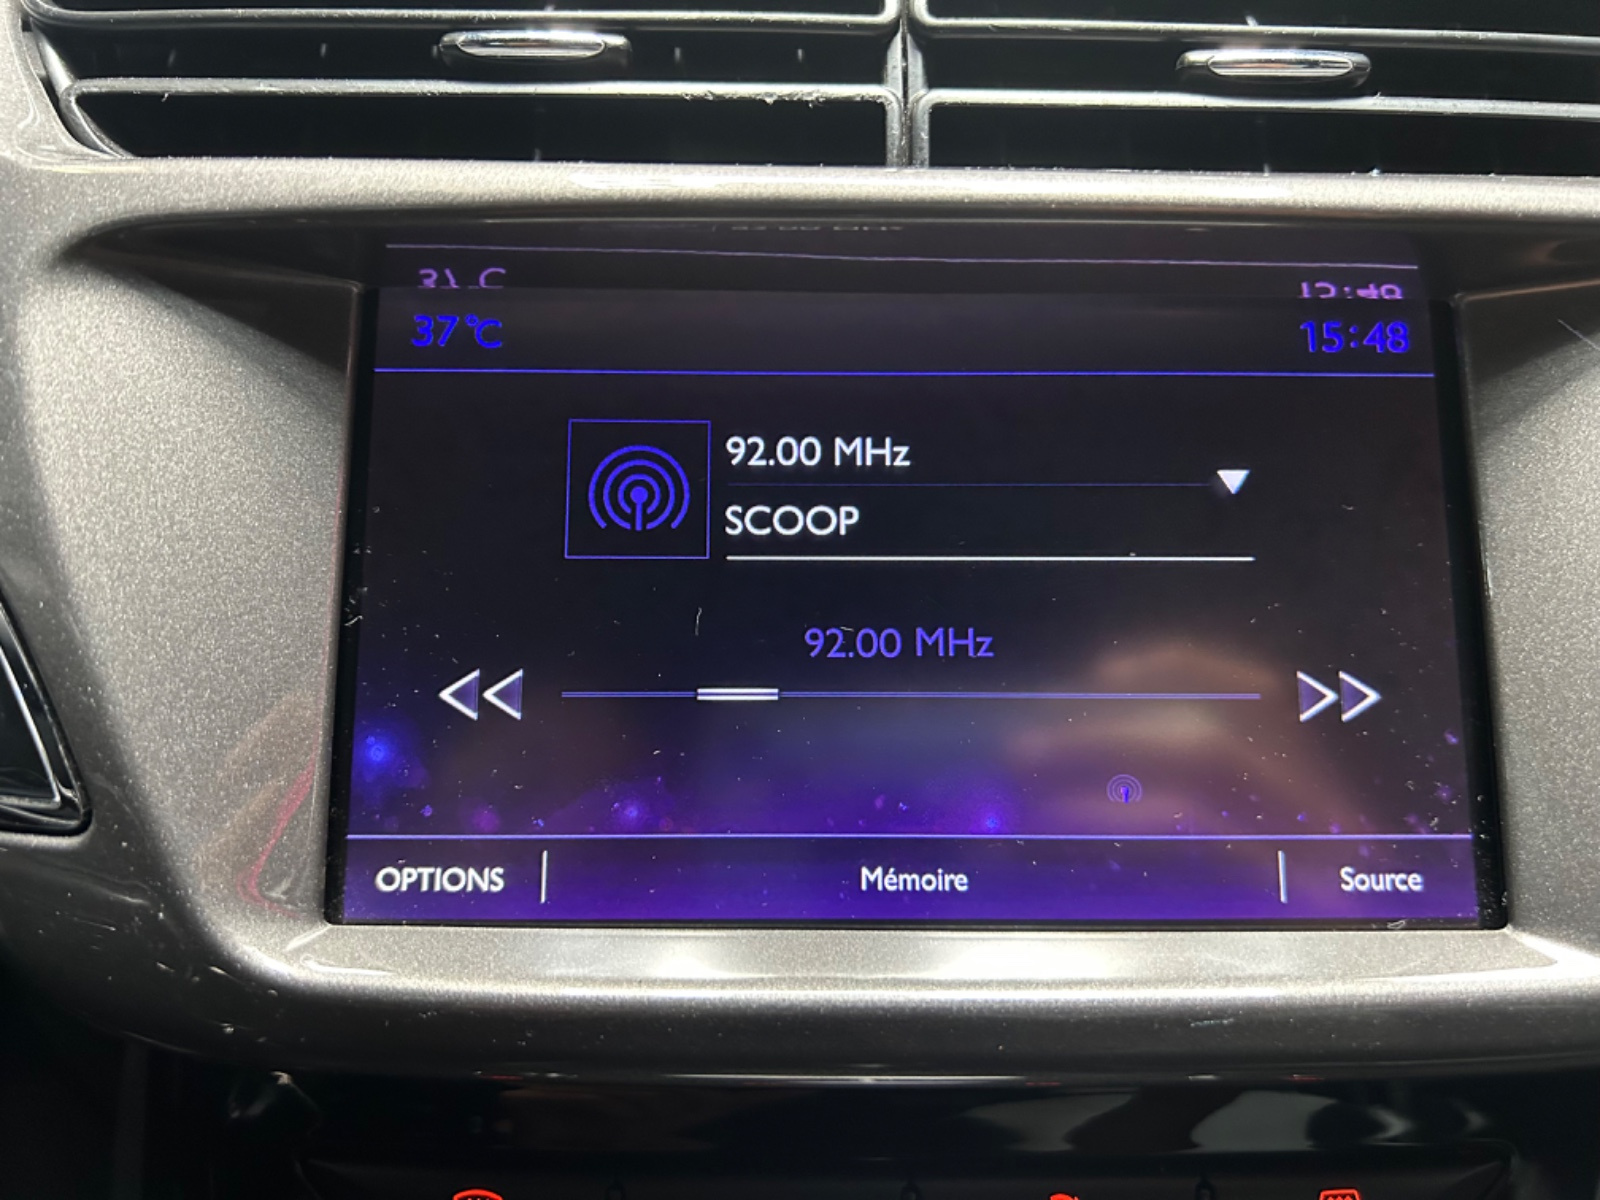 37°C
15:48
92.00 MHz
SCOOP
92.00 MHz
OPTIONS
Mémoire
Source